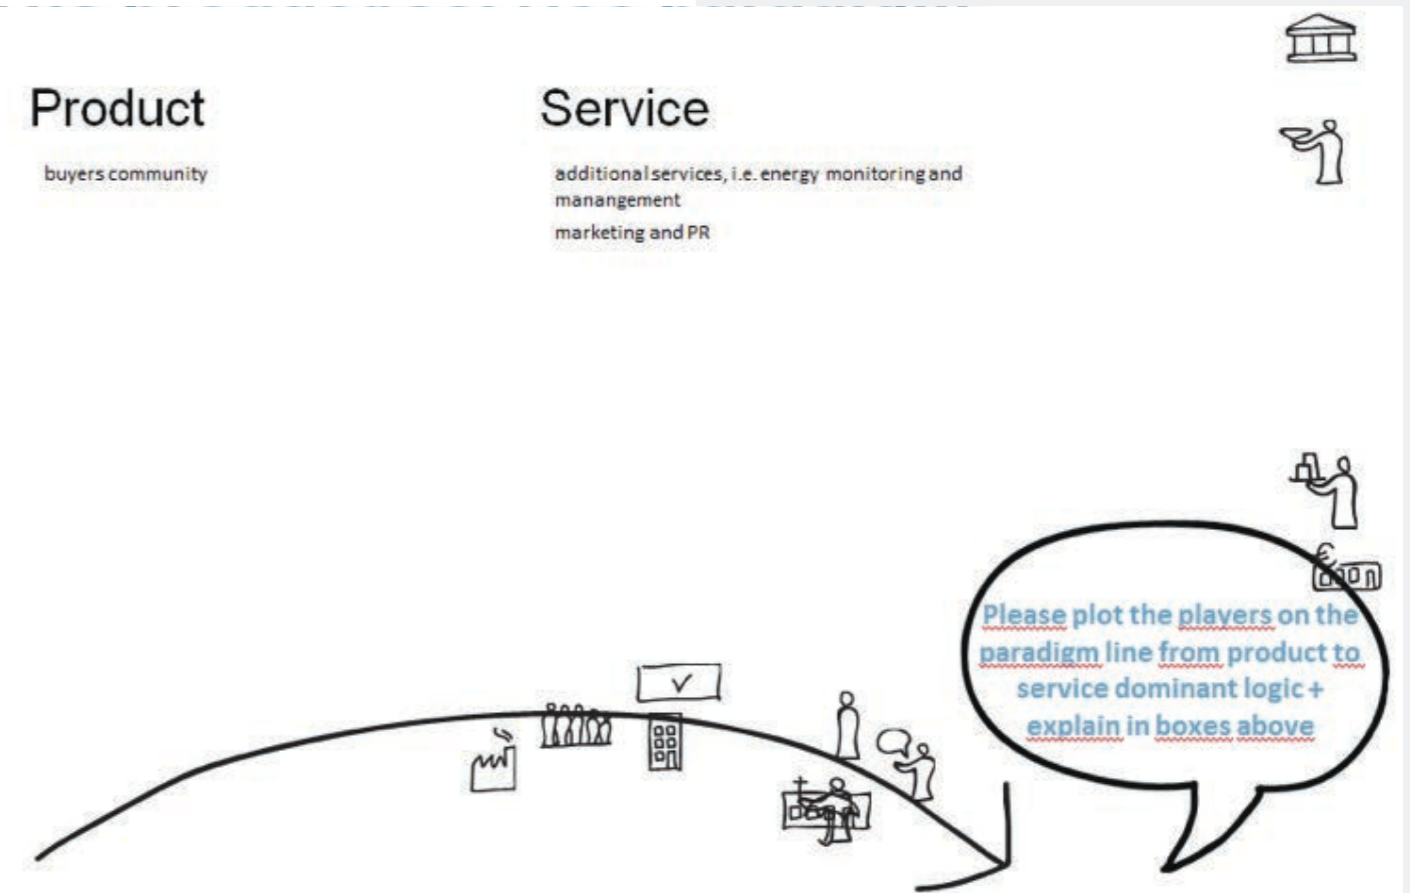 Product
Service
buyers community
additional services, i.e. energy monitoring and
manangement
marketing and PR
Please plot the players on the
paradigm line from product to
service dominant logic +
explain in boxes above